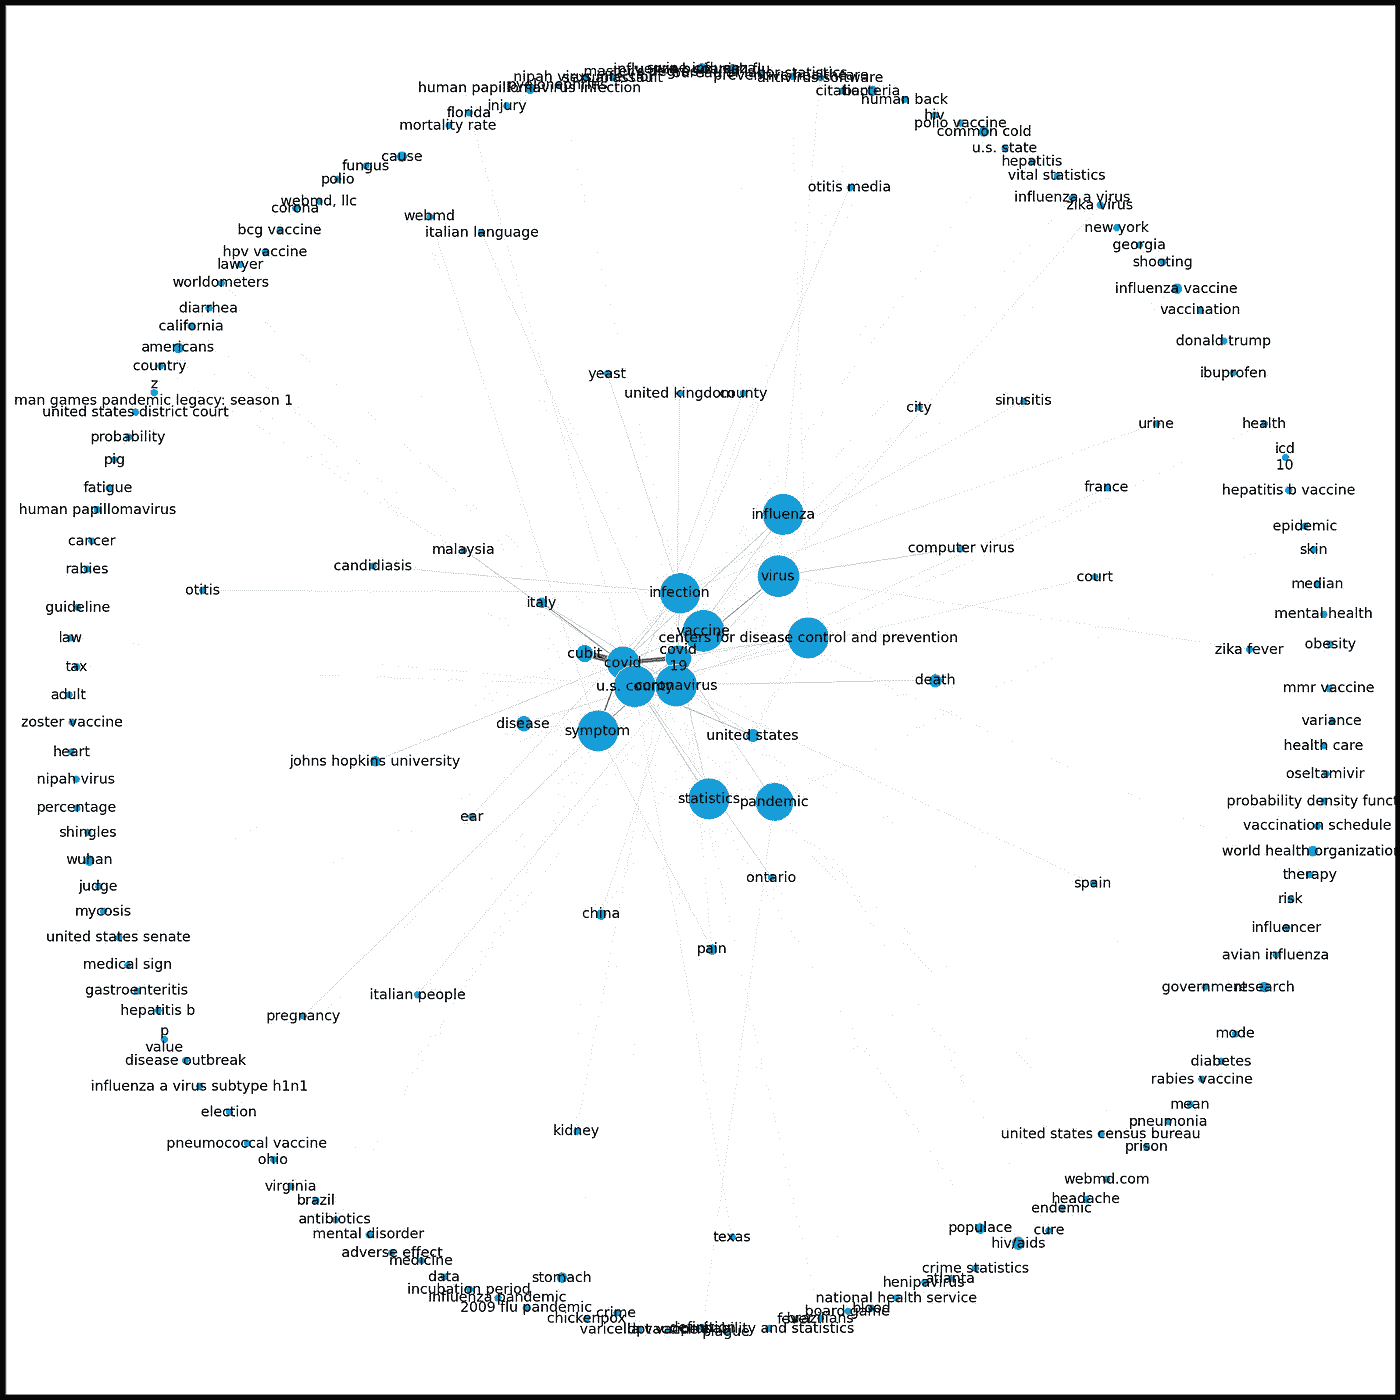 nipah virus infection
human papillomavirus infection
antivirus software
citation
bacteria
human back
injury
florida
hiv
mortality rate
polio vaccine
common cold
u.s. state
cause
hepatitis
fungus
vital statistics
polio
otitis media
influenza a virus
webmd, llc
zika virus
corona
webmd
new york
bcg vaccine
italian language
georgia
hpv vaccine
shooting
lawyer
worldometers
influenza vaccine
diarrhea
vaccination
california
donald trump
americans
country
yeast
ibuprofen
z
united kingdom
county
man games pandemic legacy: season 1
sinusitis
united states district court
city
urine
health
probability
icd
10
pig
fatigue
france
hepatitis b vaccine
human papillomavirus
influenza
epidemic
cancer
malaysia
computer virus
skin
candidiasis
rabies
virus
court
median
otitis
infection
italy
guideline
mental health
vaccine
law
centers for disease control and prevention
obesity
cubit
covid
covid
19
zika fever
tax
u.s. county
coronavirus
death
mmr vaccine
adult
zoster vaccine
disease
symptom
united states
variance
heart
health care
johns hopkins university
nipah virus
oseltamivir
percentage
statistics
pandemic
probability density funct
ear
shingles
vaccination schedule
wuhan
world health organization
judge
ontario
spain
therapy
mycosis
china
risk
united states senate
influencer
pain
medical sign
avian influenza
gastroenteritis
italian people
government
research
hepatitis b
pregnancy
p
value
mode
disease outbreak
diabetes
influenza a virus subtype h1n1
rabies vaccine
election
mean
pneumonia
kidney
united states census bureau
pneumococcal vaccine
prison
ohio
webmd.com
virginia
headache
brazil
endemic
antibiotics
populace
cure
mental disorder
texas
hiv/aids
adverse effect
medicine
crime statistics
data
stomach
atlanta
henipavirus
incubation period
influenza pandemic
national health service
2009 flu pandemic
board game
blood
crime
chickenpox
fever
brazilians
plague